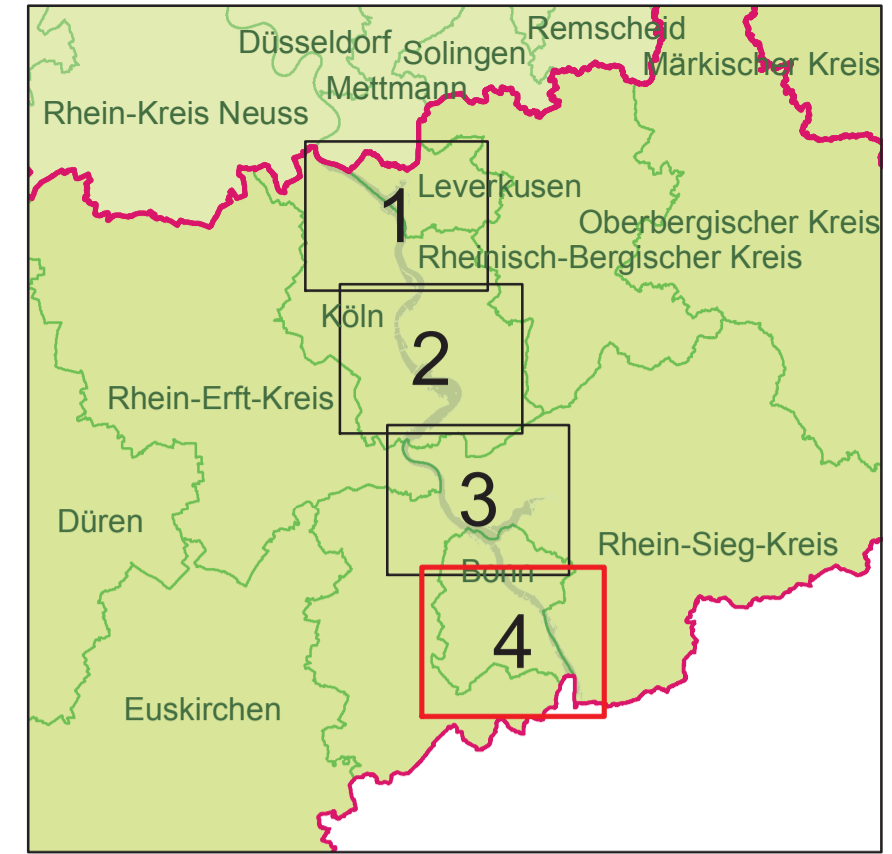 Remscheid
Düsseldorf
Solingen
Märkischer Kreis
Mettmann
Rhein-Kreis Neuss
Leverkusen
1
Oberbergischer Kreis
Rheinisch-Bergischer Kreis
Köln
2
Rhein-Erft-Kreis
3
Düren
Rhein-Sieg-Kreis
Bonn
4
Euskirchen